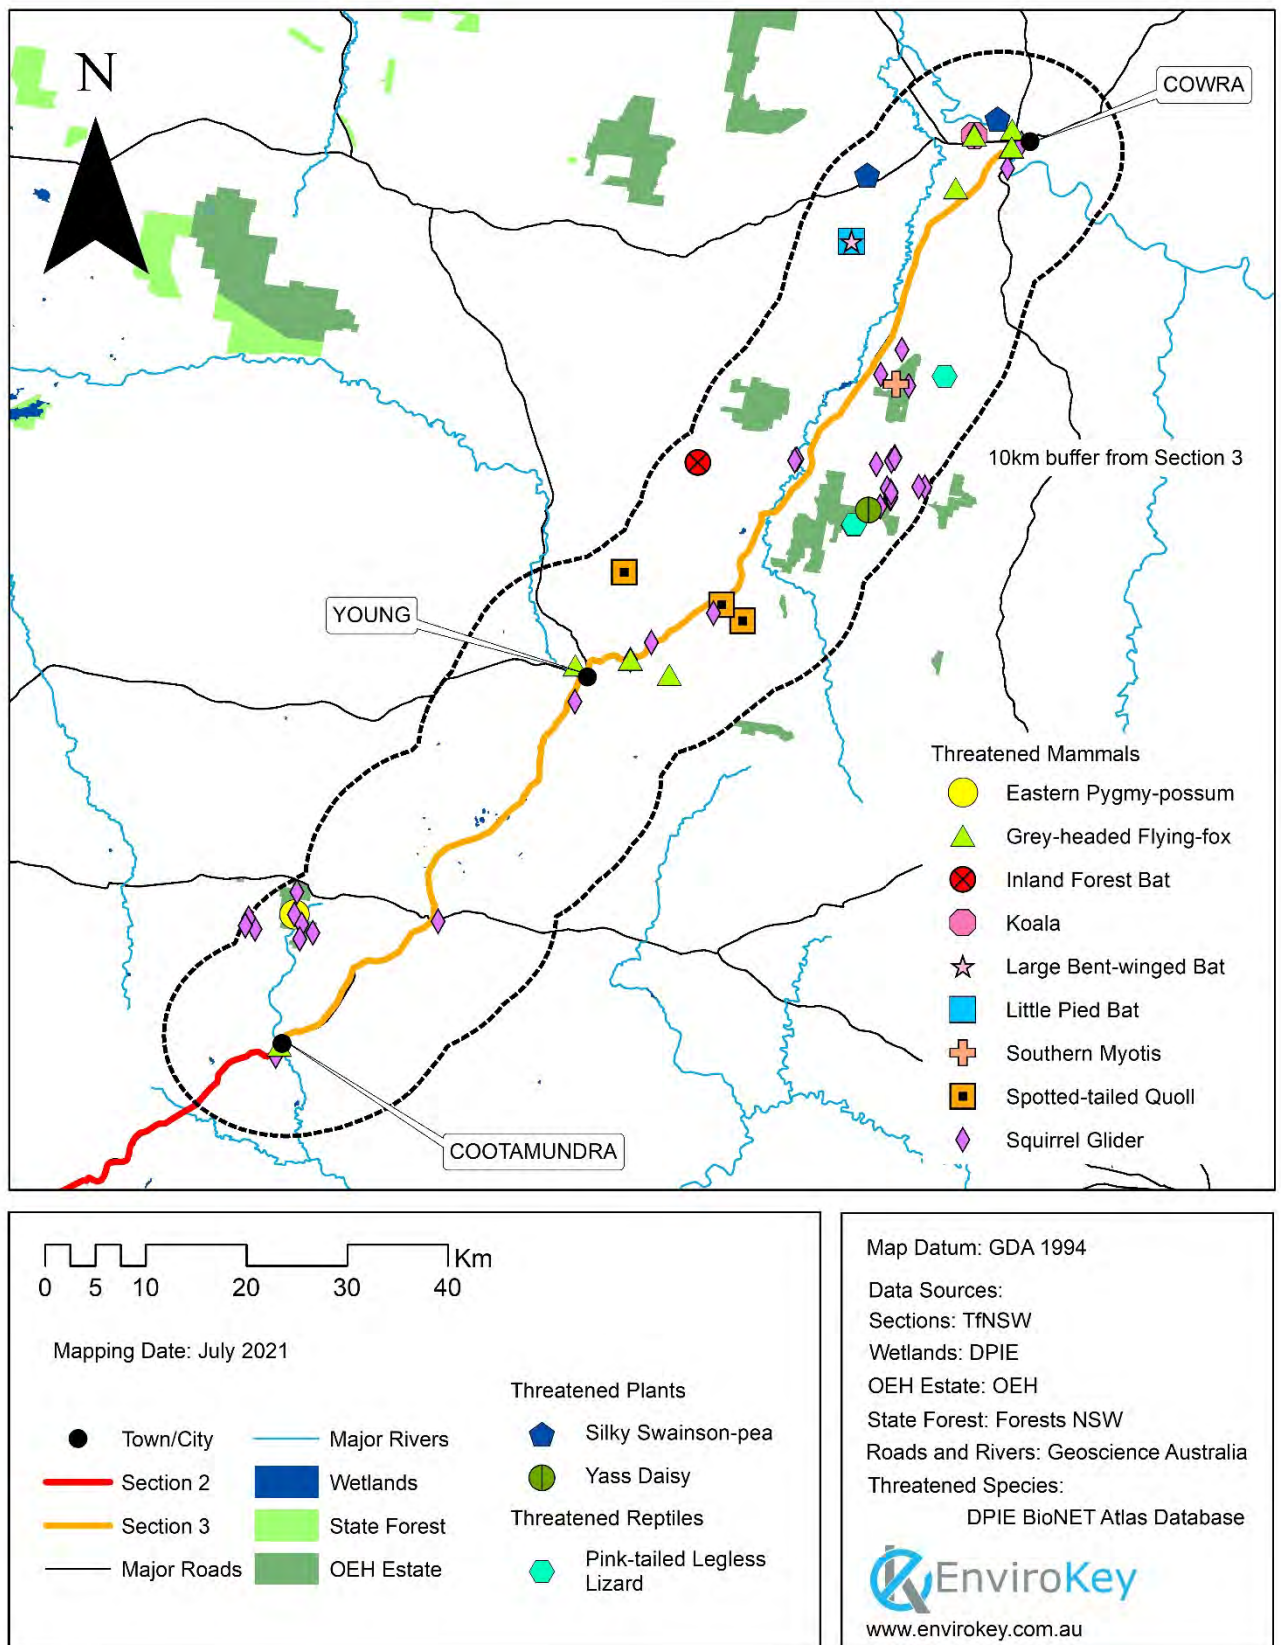 N
COWRA
10km buffer from Section 3
YOUNG
COOTAMUNDRA
Threatened Mammals
Eastern Pygmy-possum
Grey-headed Flying-fox
Inland Forest Bat
Koala
Large Bent-winged Bat
Little Pied Bat
Southern Myotis
Spotted-tailed Quoll
Squirrel Glider
Km
0 5 10 20 30 40
Mapping Date: July 2021
Town/City
Section 2
Section 3
Major Roads
Major Rivers
Wetlands
State Forest
OEH Estate
Threatened Plants
Silky Swainson-pea
Yass Daisy
Threatened Reptiles
Pink-tailed Legless
Lizard
Map Datum: GDA 1994
Data Sources:
Sections: TfNSW
Wetlands: DPIE
OEH Estate: OEH
State Forest: Forests NSW
Roads and Rivers: Geoscience Australia
Threatened Species:
DPIE BioNET Atlas Database
EnviroKey
www.envirokey.com.au